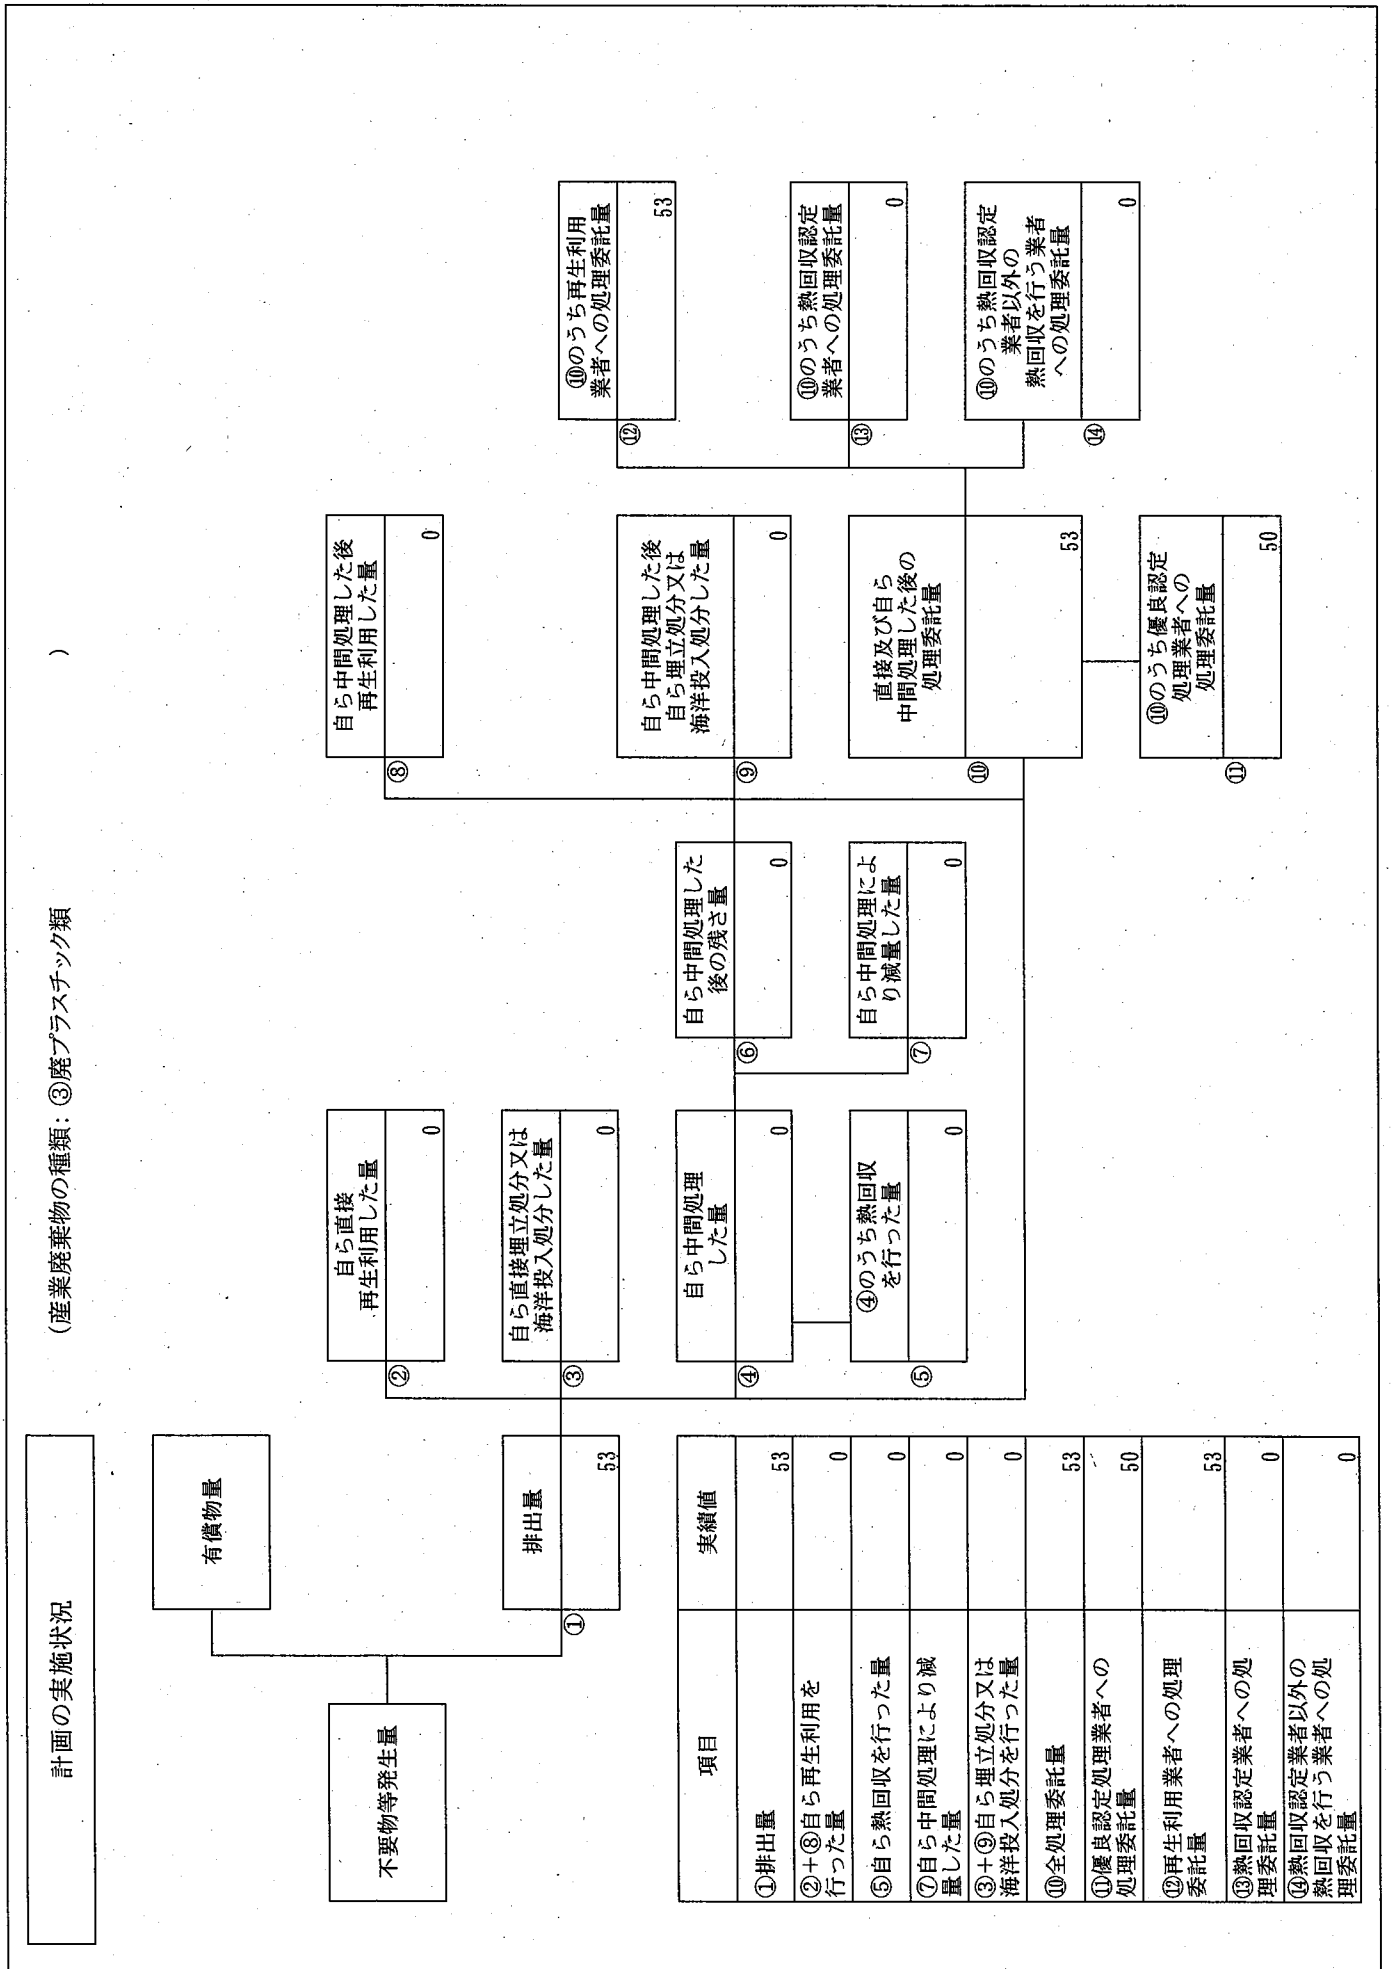 計画の実施状況
(産業廃棄物の種類：③廃プラスチック類 )
不要物等発生量
有償物量
①
排出量
53
②
自ら直接
再生利用した量
0
③
自ら直接埋立処分又は
海洋投入処分した量
0
④
自ら中間処理
した量
0
⑤
④のうち熱回収
を行った量
0
⑥
自ら中間処理した
後の残さ量
0
⑦
自ら中間処理によ
り減量した量
0
⑧
自ら中間処理した後
再生利用した量
0
⑨
自ら中間処理した後
自ら埋立処分又は
海洋投入処分した量
0
⑩
直接及び自ら
中間処理した後の
処理委託量
53
⑪
⑩のうち優良認定
処理業者への
処理委託量
50
⑫
⑩のうち再生利用
業者への処理委託量
53
⑬
⑩のうち熱回収認定
業者への処理委託量
0
⑭
⑩のうち熱回収認定
業者以外の
熱回収を行う業者
への処理委託量
0
項目 実績値
①排出量 53
②+⑧自ら再生利用を
行った量 0
⑤自ら熱回収を行った量 0
⑦自ら中間処理により減
量した量 0
③+⑨自ら埋立処分又は
海洋投入処分を行った量 0
⑩全処理委託量 53
⑪優良認定処理業者への
処理委託量 50
⑫再生利用業者への処理
委託量 53
⑬熱回収認定業者への処
理委託量 0
⑭熱回収認定業者以外の
熱回収を行う業者への処
理委託量 0